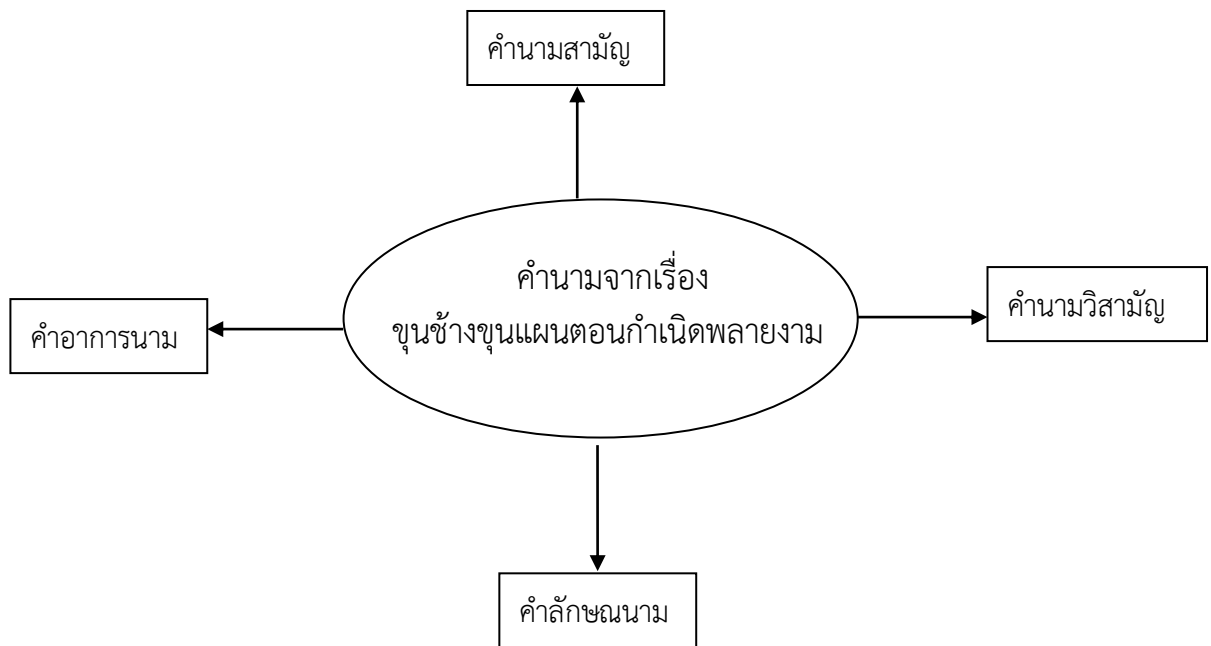 คำนามสามัญ
คำนามจากเรื่อง
ขุนช้างขุนแผนตอนกำเนิดพลายงาม
คำนามวิสามัญ
คำอาการนาม
คำลักษณนาม